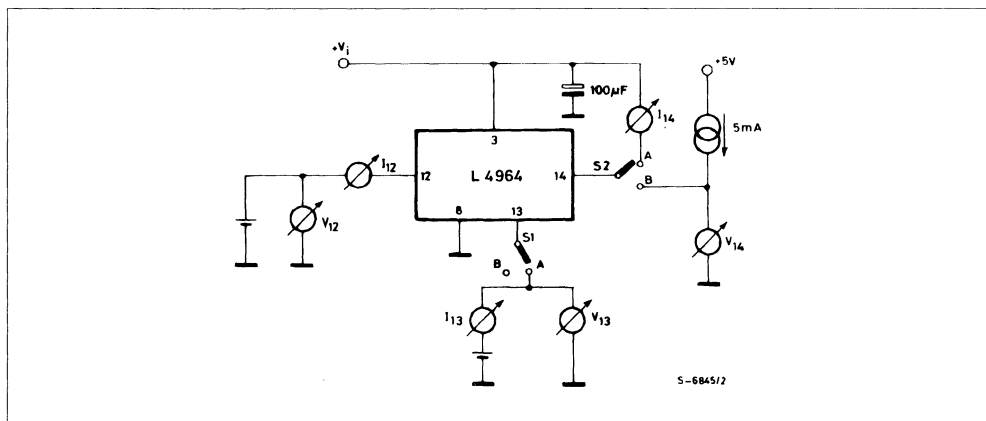 +Vi
+5V
100µF
I14
5mA
3
A
I12
S2
12
L 4964
14
B
8
13
V12
S1
V14
B
A
I13
V13
S-6845/2